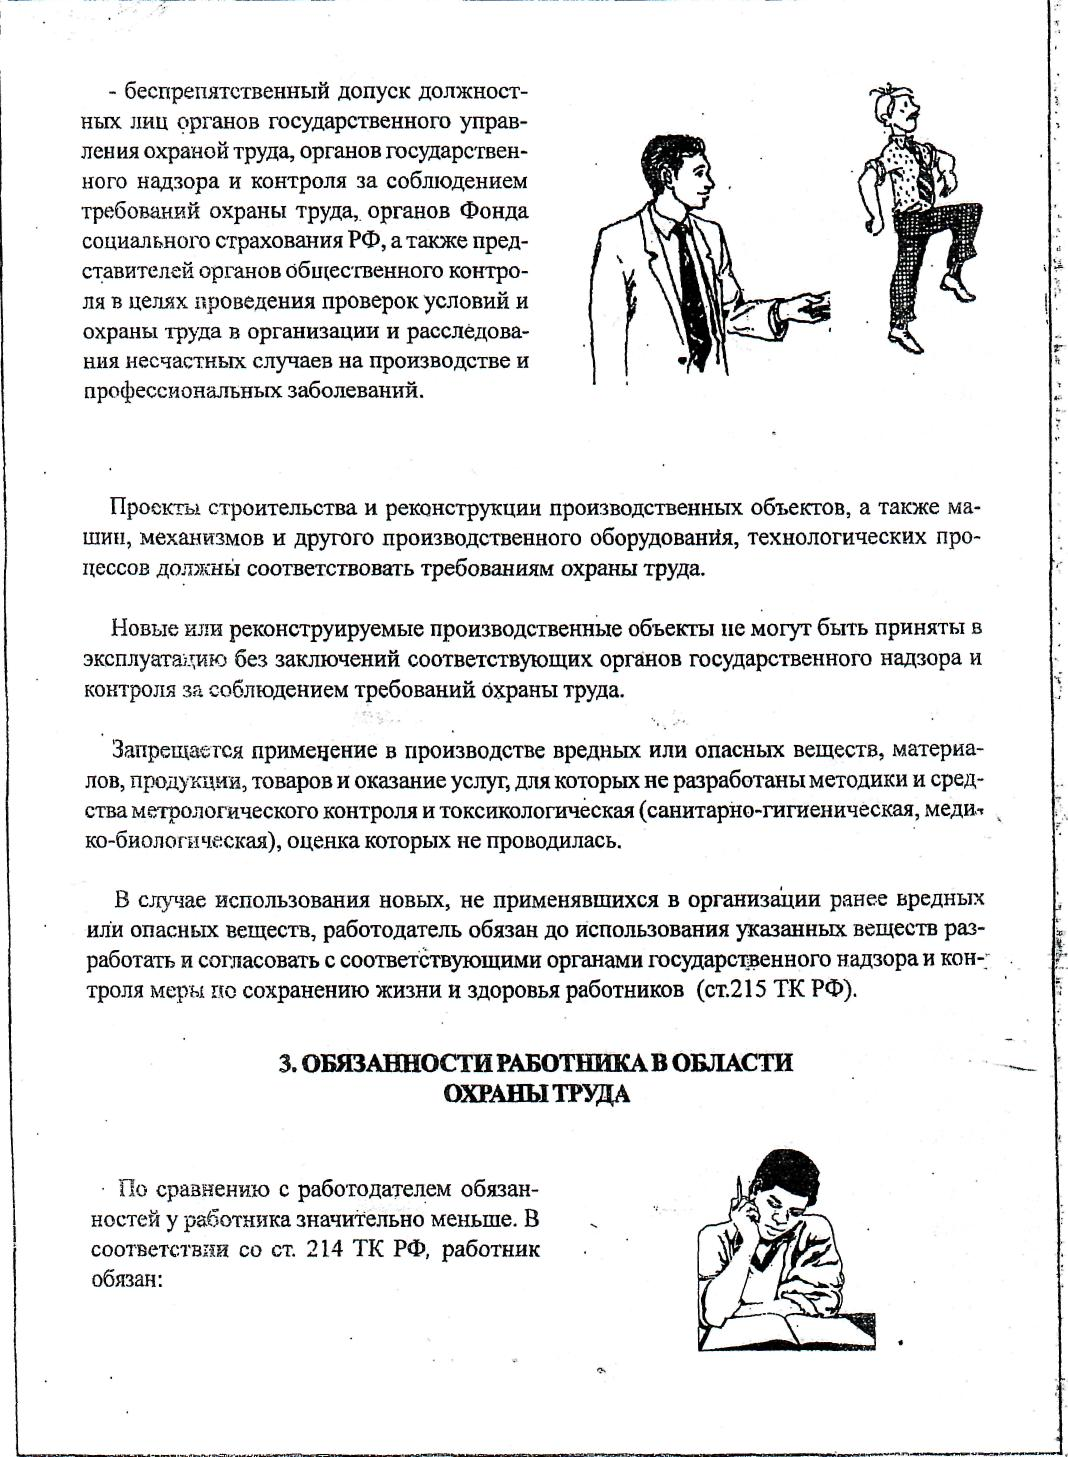 - беспрепятственный допуск должност-
ных лиц органов государственного управ-
ления охраной труда, органов государствен-
ного надзора и контроля за соблюдением
требований охраны труда, органов Фонда
социального страхования РФ, а также пред-
ставителей органов общественного контро-
ля в целях проведения проверок условий и
охраны труда в организации и расследова-
ния несчастных случаев на производстве и
профессиональных заболеваний.
Проекты строительства и реконструкции производственных объектов, а также ма-
шин, механизмов и другого производственного оборудования, технологических про-
цессов должны соответствовать требованиям охраны труда.
Новые или реконструируемые производственные объекты не могут быть приняты в
эксплуатацию без заключений соответствующих органов государственного надзора и
контроля за соблюдением требований охраны труда.
Запрещается применение в производстве вредных или опасных веществ, материа-
лов, продукции, товаров и оказание услуг, для которых не разработаны методики и сред-
ства метрологического контроля и токсикологическая (санитарно-гигиеническая, меди-
ко-биологическая), оценка которых не проводилась.
В случае использования новых, не применявшихся в организации ранее вредных
или опасных веществ, работодатель обязан до использования указанных веществ раз-
работать и согласовать с соответствующими органами государственного надзора и кон-
троля меры по сохранению жизни и здоровья работников (ст.215 ТК РФ).
3. ОБЯЗАННОСТИ РАБОТНИКА В ОБЛАСТИ
ОХРАНЫ ТРУДА
По сравнению с работодателем обязан-
ностей у работника значительно меньше. В
соответствии со ст. 214 ТК РФ, работник
обязан: